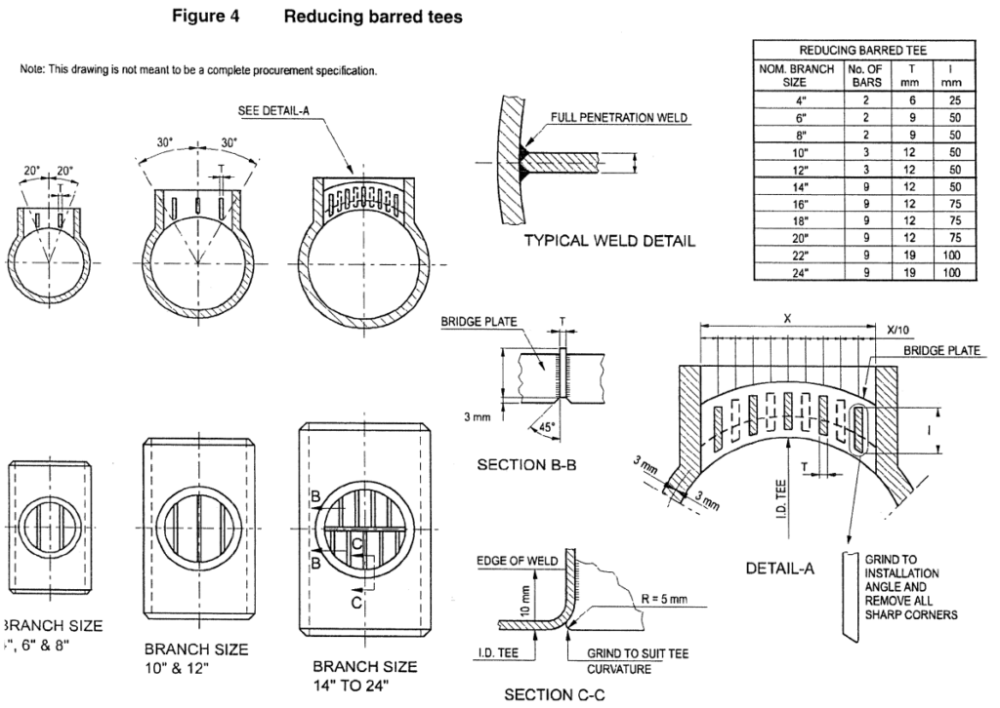 Figure 4 Reducing barred tees
Note: This drawing is not meant to be a complete procurement specification.
REDUCING BARRED TEE
NOM. BRANCH SIZE No. OF BARS T mm I mm
4" 2 6 25
6" 2 9 50
8" 2 9 50
10" 3 12 50
12" 3 12 50
14" 9 12 50
16" 9 12 75
18" 9 12 75
20" 9 12 75
22" 9 19 100
24" 9 19 100
SEE DETAIL-A
20° 20°
T
30° 30°
T
FULL PENETRATION WELD
TYPICAL WELD DETAIL
BRIDGE PLATE
T
3 mm
45°
SECTION B-B
X
X/10
BRIDGE PLATE
I
T
3 mm
3 mm
I.D. TEE
DETAIL-A
GRIND TO
INSTALLATION
ANGLE AND
REMOVE ALL
SHARP CORNERS
B
B
C
C
EDGE OF WELD
10 mm
R = 5 mm
I.D. TEE
GRIND TO SUIT TEE
CURVATURE
SECTION C-C
BRANCH SIZE
", 6" & 8"
BRANCH SIZE
10" & 12"
BRANCH SIZE
14" TO 24"